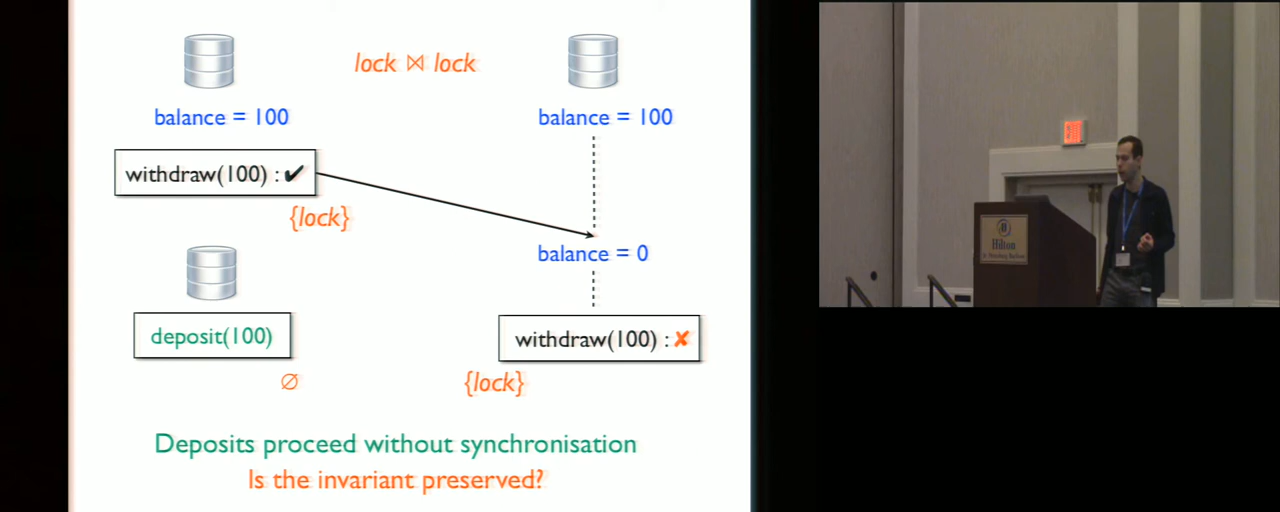 lock ⋈ lock
balance = 100
balance = 100
withdraw(100) : ✔
{lock}
balance = 0
deposit(100)
withdraw(100) : ✘
∅
{lock}
Deposits proceed without synchronisation
Is the invariant preserved?
Hilton